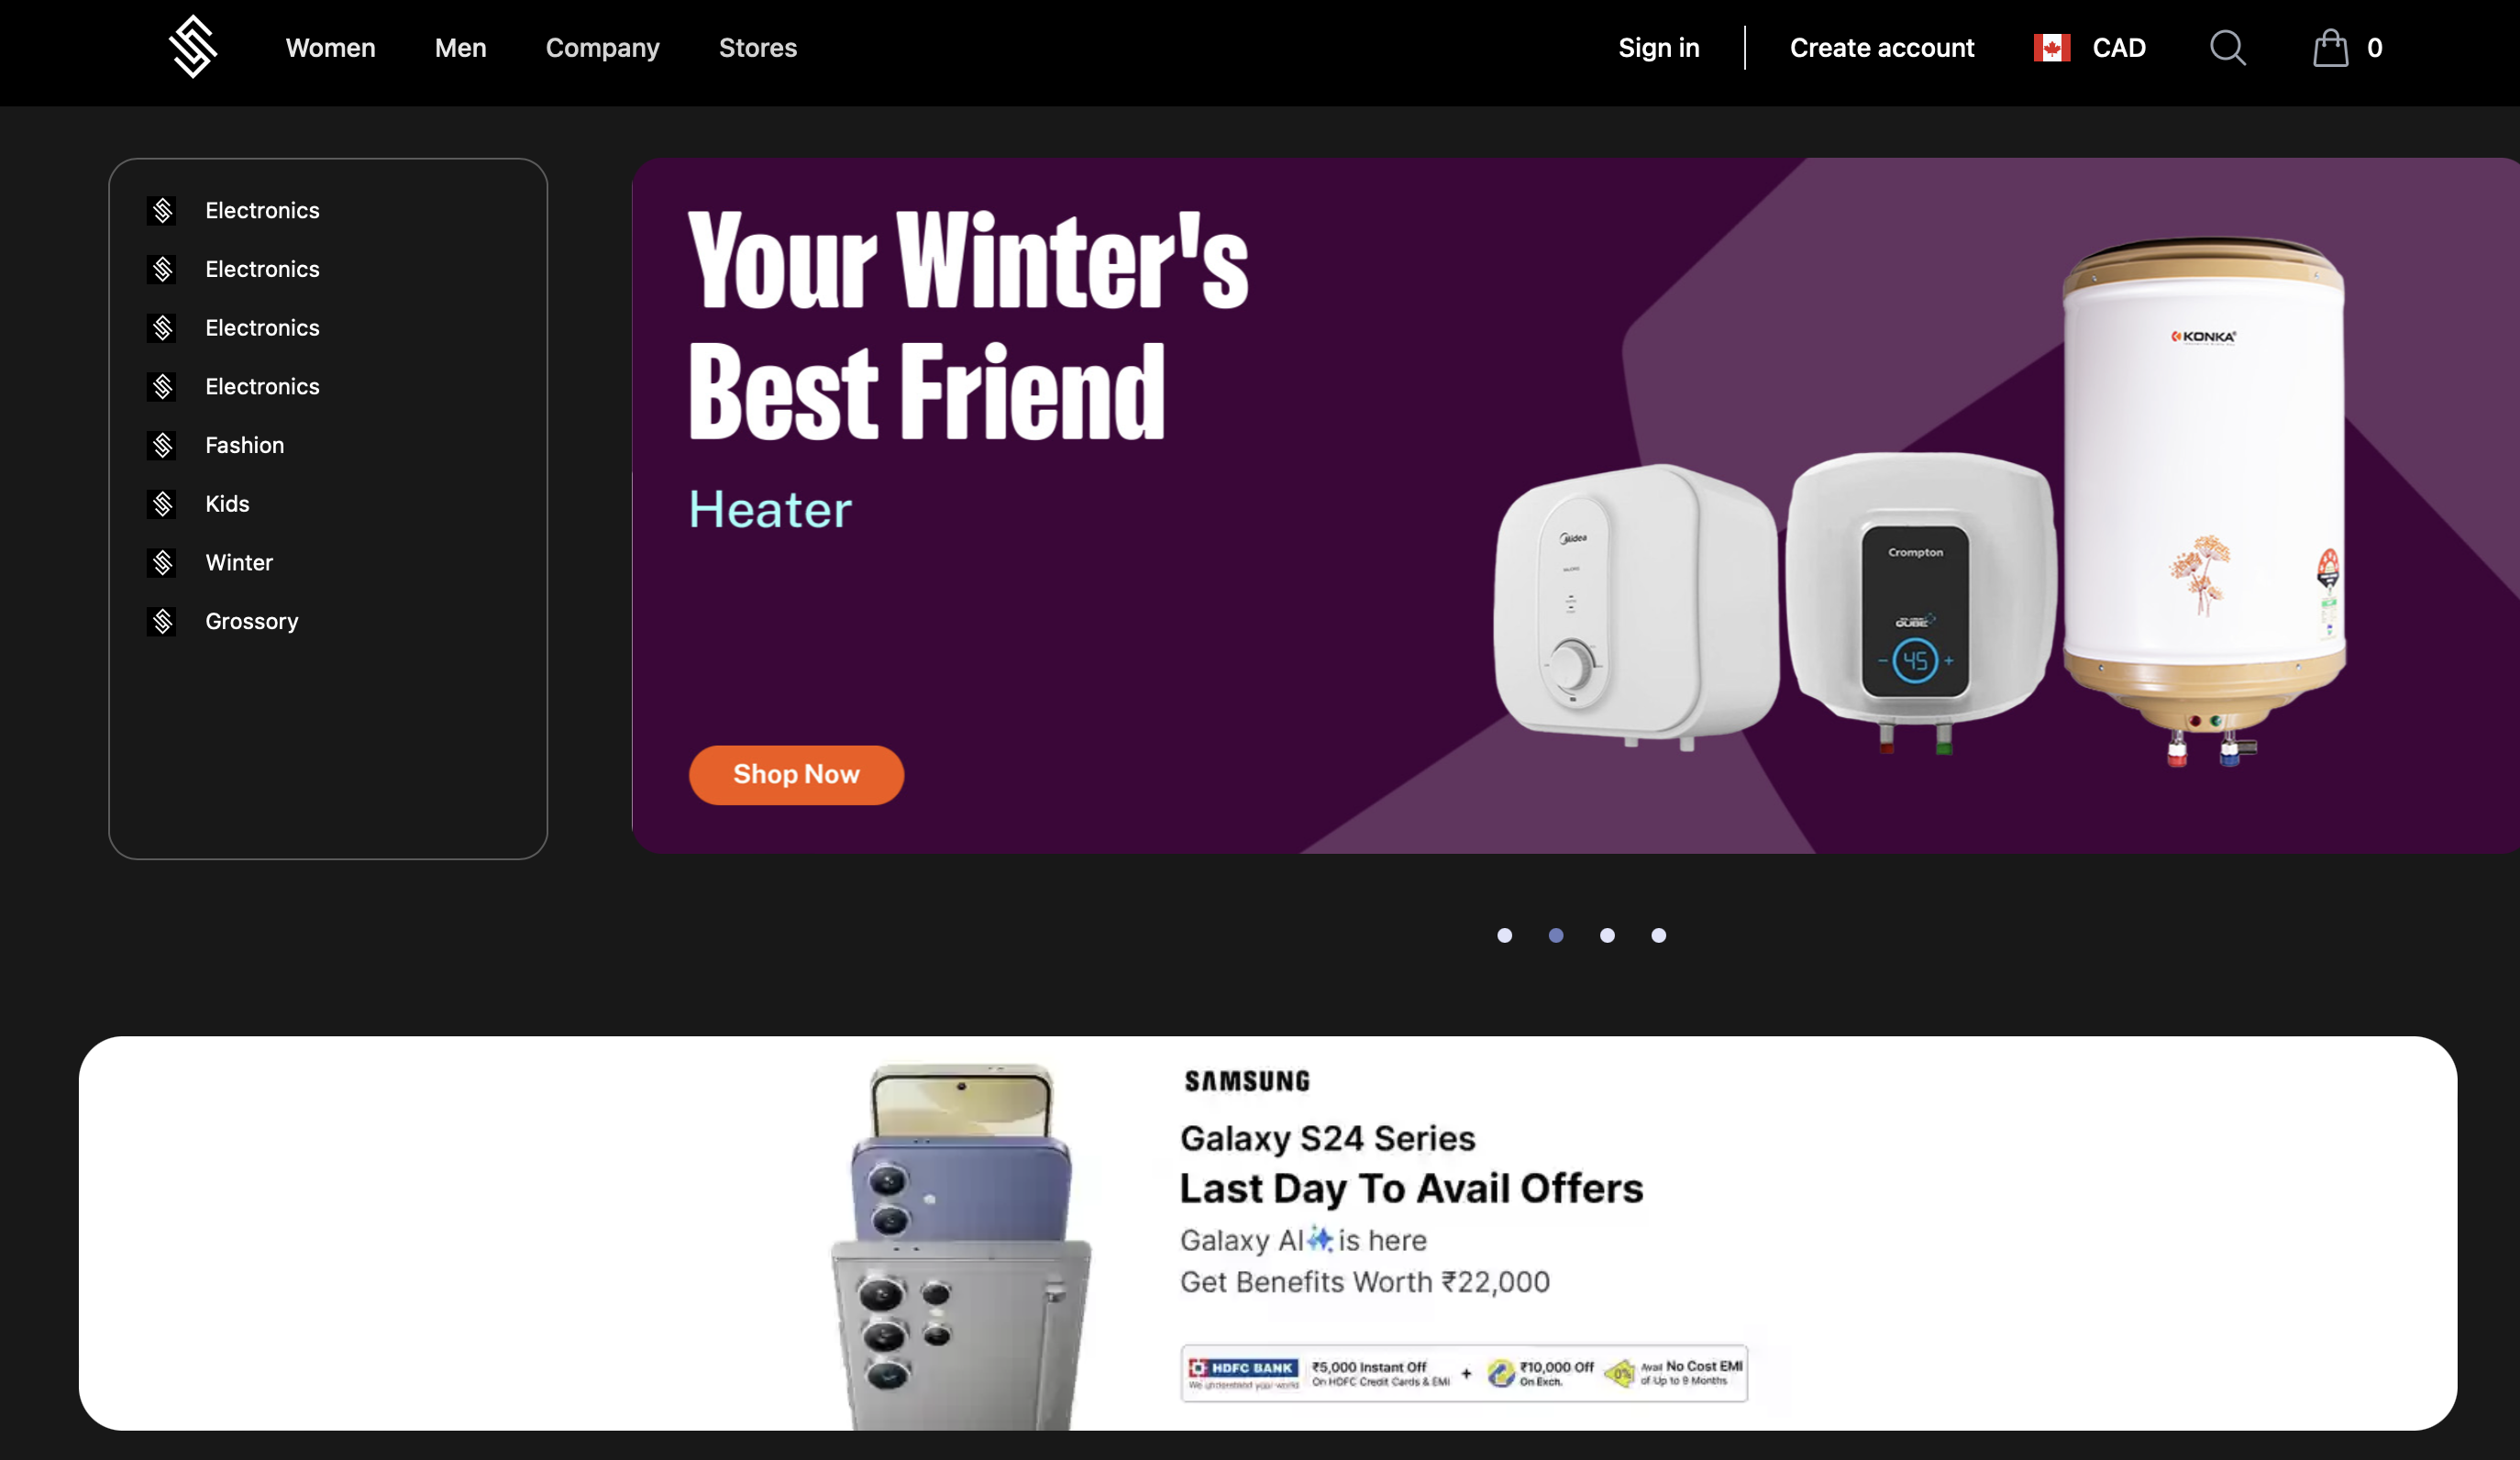 Women Men Company Stores Sign in Create account CAD 0
Electronics
Electronics
Electronics
Electronics
Fashion
Kids
Winter
Grossory
Your Winter's
Best Friend
Heater
Shop Now
Midea
Crompton
QUBE
- 45 +
KONKA
SAMSUNG
Galaxy S24 Series
Last Day To Avail Offers
Galaxy AI is here
Get Benefits Worth ₹22,000
HDFC BANK
We understand your world
₹5,000 Instant Off
On HDFC Credit Cards & EMI
+
₹10,000 Off
On Exch.
0%
Avail No Cost EMI
of Up to 9 Months